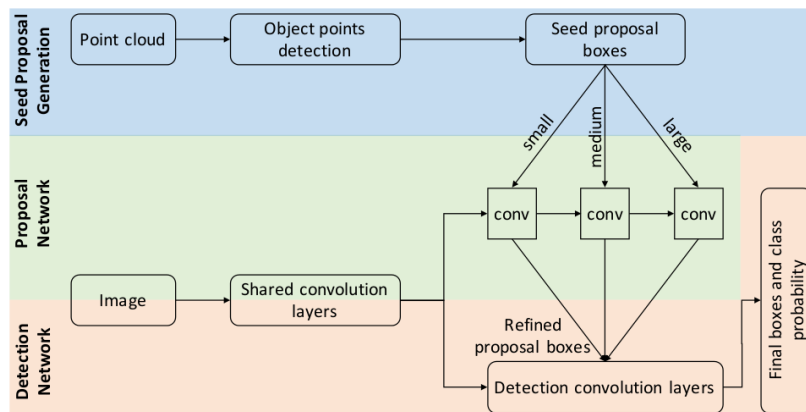 Seed Proposal
Generation
Point cloud
Object points
detection
Seed proposal
boxes
small
medium
large
Proposal
Network
conv
conv
conv
Image
Shared convolution
layers
Detection
Network
Refined
proposal boxes
Detection convolution layers
Final boxes and class
probability